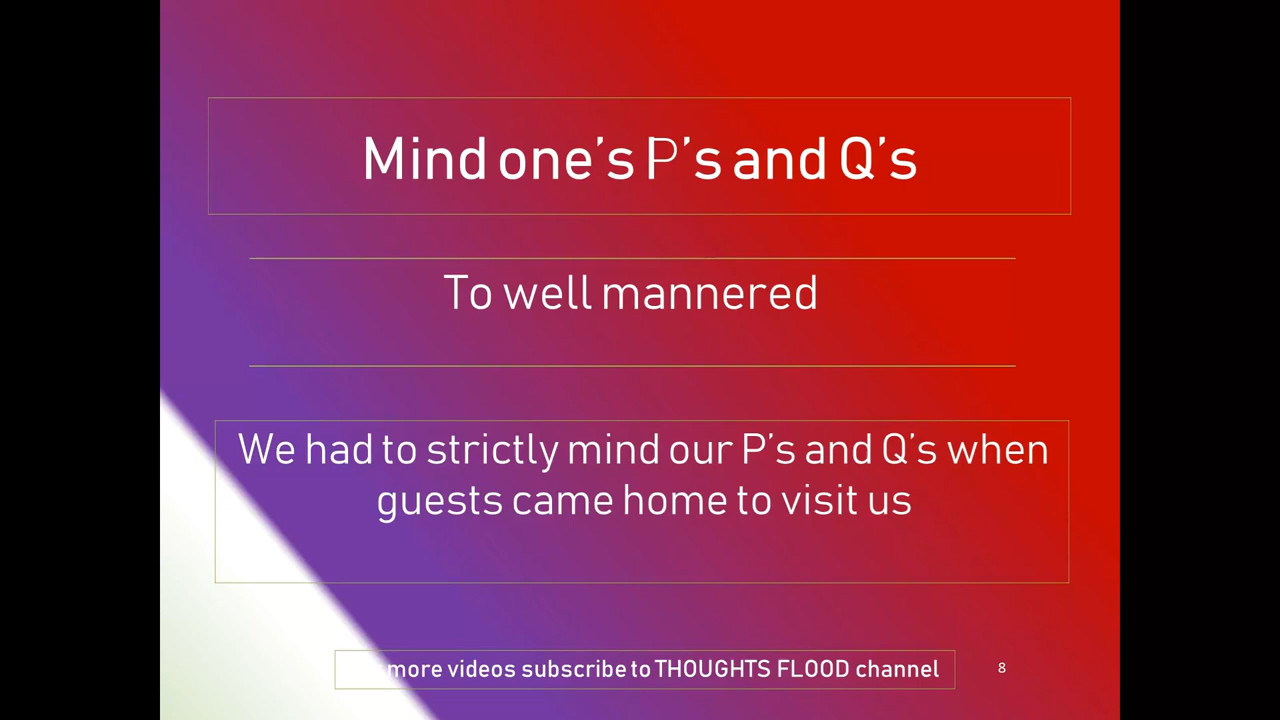 Mind one’s P’s and Q’s
To well mannered
We had to strictly mind our P’s and Q’s when
guests came home to visit us
more videos subscribe to THOUGHTS FLOOD channel
8